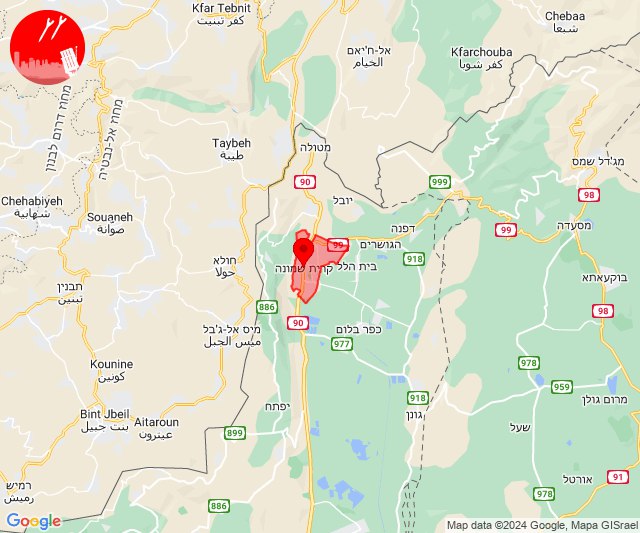 Kfar Tebnit
כפר תבנית
Chebaa
شبعا
אל-ח'יאם
الخيام
Kfarchouba
كفر شوبا
מחוז דרום לבנון
מחוז אל-נבטיה
Taybeh
طيبة
מטולה
90
999
מג'דל שמס
98
Chehabiyeh
شهابية
Souaneh
صوانة
יובל
דפנה
99
99
הגושרים
מסעדה
918
חולא
حولا
קרית שמונה
בית הלל
בוקעאתא
תבנין
تبنين
886
98
מיס אל-ג'בל
ميس الجبل
90
כפר בלום
977
Kounine
كونين
978
959
918
מרום גולן
Bint Jbeil
بنت جبيل
Aitaroun
عيترون
יפתח
גונן
שעל
899
רמיש
رميش
91
אורטל
978
886
Google
Map data ©2024 Google, Mapa GISrael